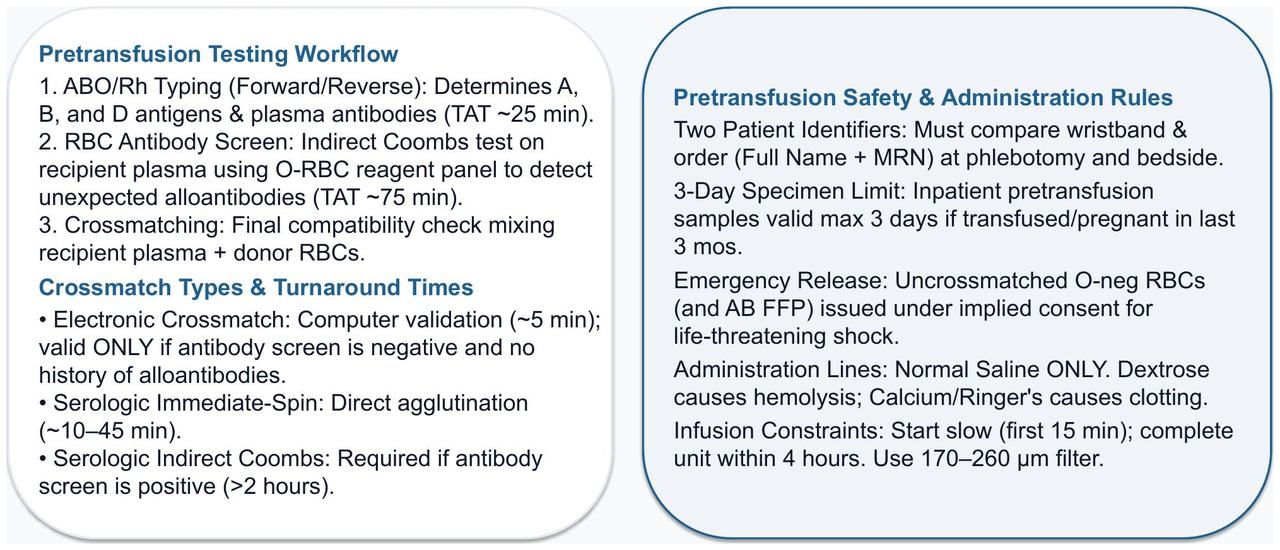 Pretransfusion Testing Workflow
1. ABO/Rh Typing (Forward/Reverse): Determines A,
B, and D antigens & plasma antibodies (TAT ~25 min).
2. RBC Antibody Screen: Indirect Coombs test on
recipient plasma using O-RBC reagent panel to detect
unexpected alloantibodies (TAT ~75 min).
3. Crossmatching: Final compatibility check mixing
recipient plasma + donor RBCs.
Crossmatch Types & Turnaround Times
• Electronic Crossmatch: Computer validation (~5 min);
valid ONLY if antibody screen is negative and no
history of alloantibodies.
• Serologic Immediate-Spin: Direct agglutination
(~10–45 min).
• Serologic Indirect Coombs: Required if antibody
screen is positive (>2 hours).
Pretransfusion Safety & Administration Rules
Two Patient Identifiers: Must compare wristband &
order (Full Name + MRN) at phlebotomy and bedside.
3-Day Specimen Limit: Inpatient pretransfusion
samples valid max 3 days if transfused/pregnant in last
3 mos.
Emergency Release: Uncrossmatched O-neg RBCs
(and AB FFP) issued under implied consent for
life-threatening shock.
Administration Lines: Normal Saline ONLY. Dextrose
causes hemolysis; Calcium/Ringer's causes clotting.
Infusion Constraints: Start slow (first 15 min); complete
unit within 4 hours. Use 170–260 µm filter.